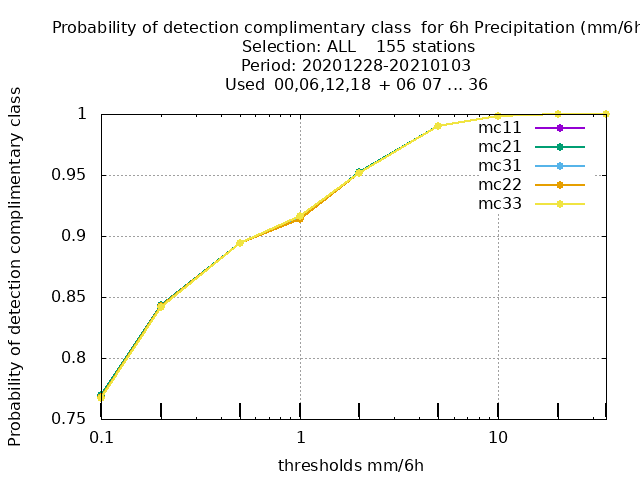 Probability of detection complimentary class  for 6h Precipitation (mm/6h
Selection: ALL    155 stations
Period: 20201228-20210103
Used  00,06,12,18  + 06 07 ... 36
Probability of detection complimentary class
1
0.95
0.9
0.85
0.8
0.75
mc11
mc21
mc31
mc22
mc33
0.1
1
10
thresholds mm/6h